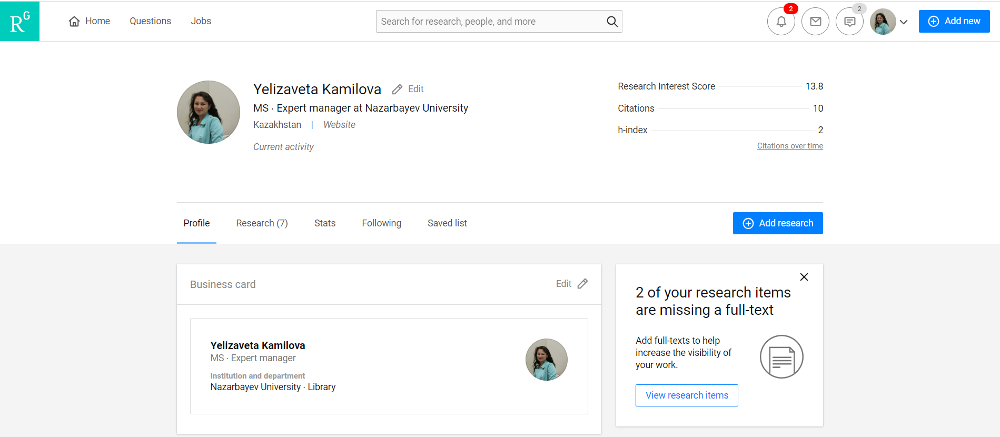 RG
Home
Questions
Jobs
Search for research, people, and more
2
2
Add new
Yelizaveta Kamilova
Edit
MS · Expert manager at Nazarbayev University
Kazakhstan | Website
Current activity
Research Interest Score 13.8
Citations 10
h-index 2
Citations over time
Profile
Research (7)
Stats
Following
Saved list
Add research
Business card
Edit
Yelizaveta Kamilova
MS · Expert manager
Institution and department
Nazarbayev University · Library
2 of your research items
are missing a full-text
Add full-texts to help
increase the visibility of
your work.
View research items